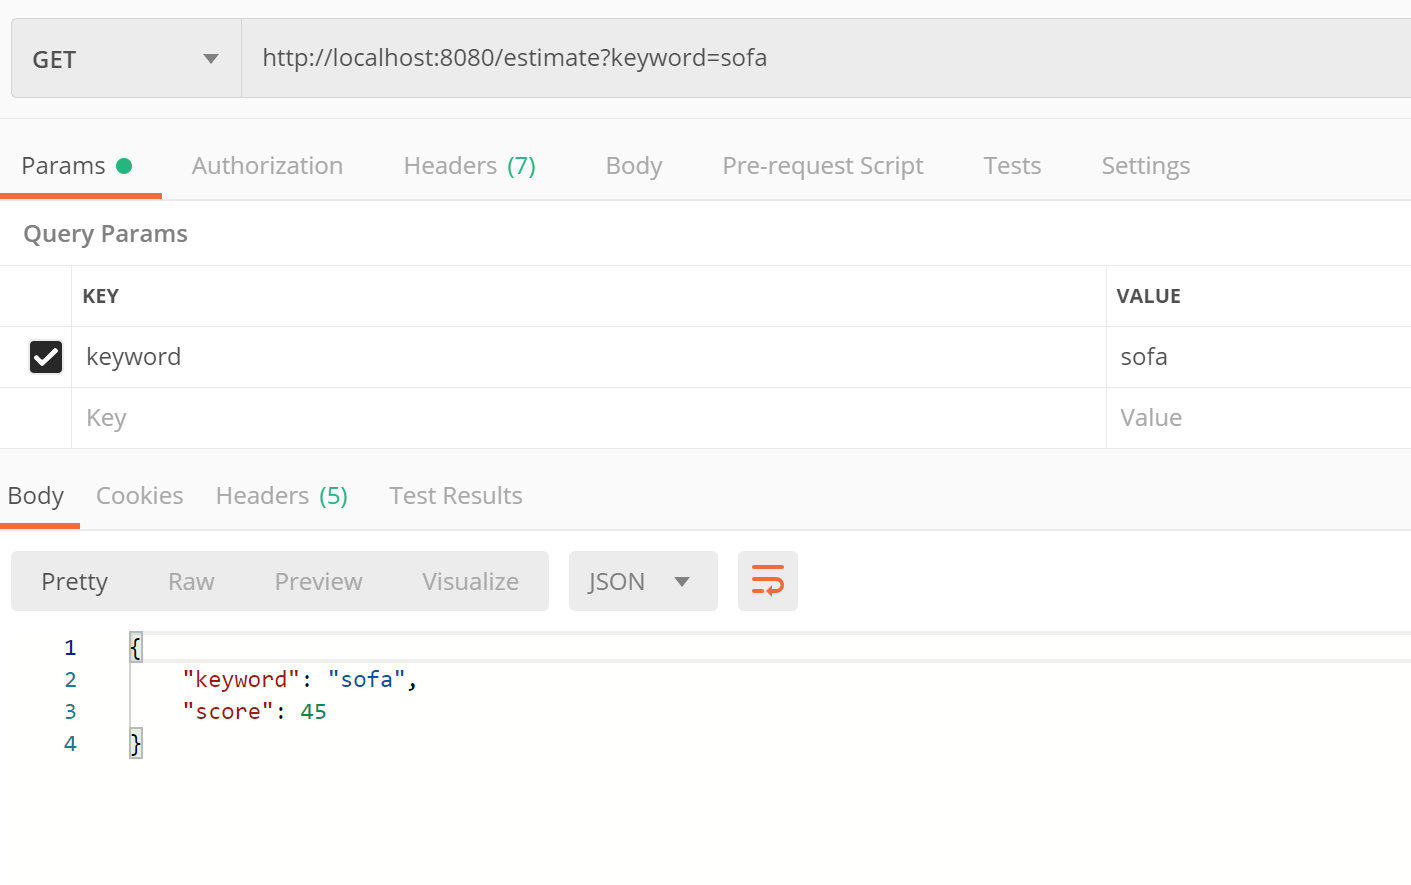 GET http://localhost:8080/estimate?keyword=sofa
Params Authorization Headers (7) Body Pre-request Script Tests Settings
Query Params
KEY VALUE
keyword sofa
Key Value
Body Cookies Headers (5) Test Results
Pretty Raw Preview Visualize JSON
1 {
2 "keyword": "sofa",
3 "score": 45
4 }